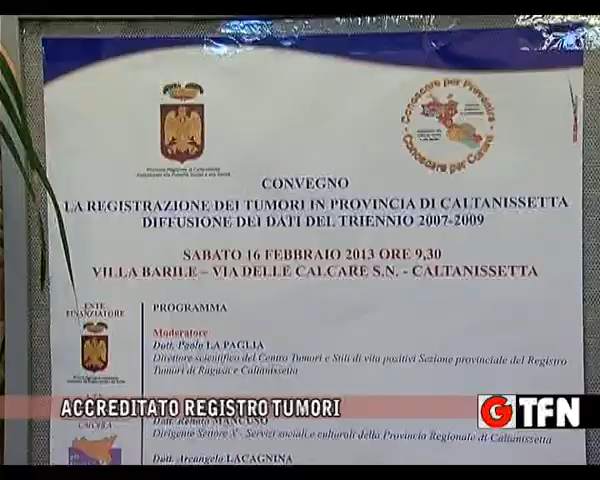 Conoscere per Prevenire
Conoscere per Curare
Provincia Regionale di Caltanissetta
CONVEGNO
LA REGISTRAZIONE DEI TUMORI IN PROVINCIA DI CALTANISSETTA
DIFFUSIONE DEI DATI DEL TRIENNIO 2007-2009
SABATO 16 FEBBRAIO 2013 ORE 9,30
VILLA BARILE – VIA DELLE CALCARE S.N. - CALTANISSETTA
ENTE
FINANZIATORE
PROGRAMMA
Moderatore
Dott. Paolo LA PAGLIA
Direttore scientifico del Centro Tumori e Stili di vita positivi Sezione provinciale del Registro
Tumori di Ragusa e Caltanissetta
ACCREDITATO REGISTRO TUMORI
G TFN
Dott. Renato MANCUSO
Dirigente Settore X° - Servizi sociali e culturali della Provincia Regionale di Caltanissetta
Dott. Arcangelo LACAGNINA